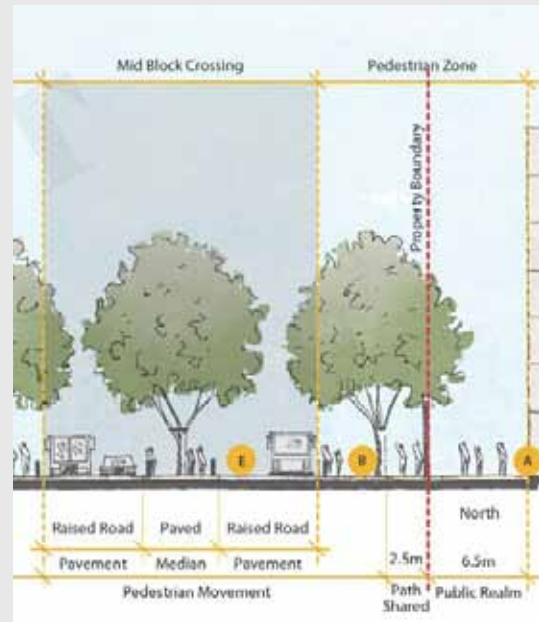 Mid Block Crossing
Pedestrian Zone
Property Boundary
E
B
A
Raised Road
Paved
Raised Road
North
Pavement
Median
Pavement
2.5m
6.5m
Pedestrian Movement
Path
Shared
Public Realm